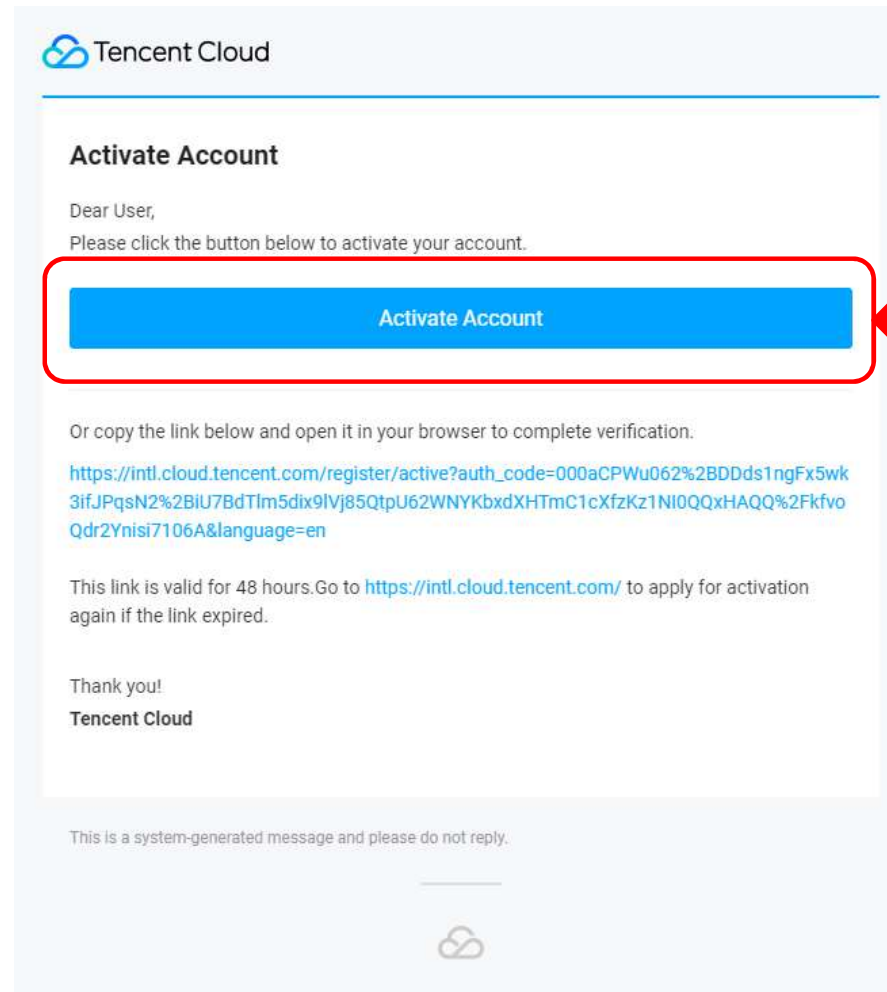 Tencent Cloud
Activate Account
Dear User,
Please click the button below to activate your account.
Activate Account
Or copy the link below and open it in your browser to complete verification.
https://intl.cloud.tencent.com/register/active?auth_code=000aCPWu062%2BDDds1ngFx5wk
3ifJPqsN2%2BiU7BdTlm5dix9lVj85QtpU62WNYKbxdXHTmC1cXfzKz1NI0QQxHAQQ%2Fkfvo
Qdr2Ynisi7106A&language=en
This link is valid for 48 hours.Go to https://intl.cloud.tencent.com/ to apply for activation
again if the link expired.
Thank you!
Tencent Cloud
This is a system-generated message and please do not reply.